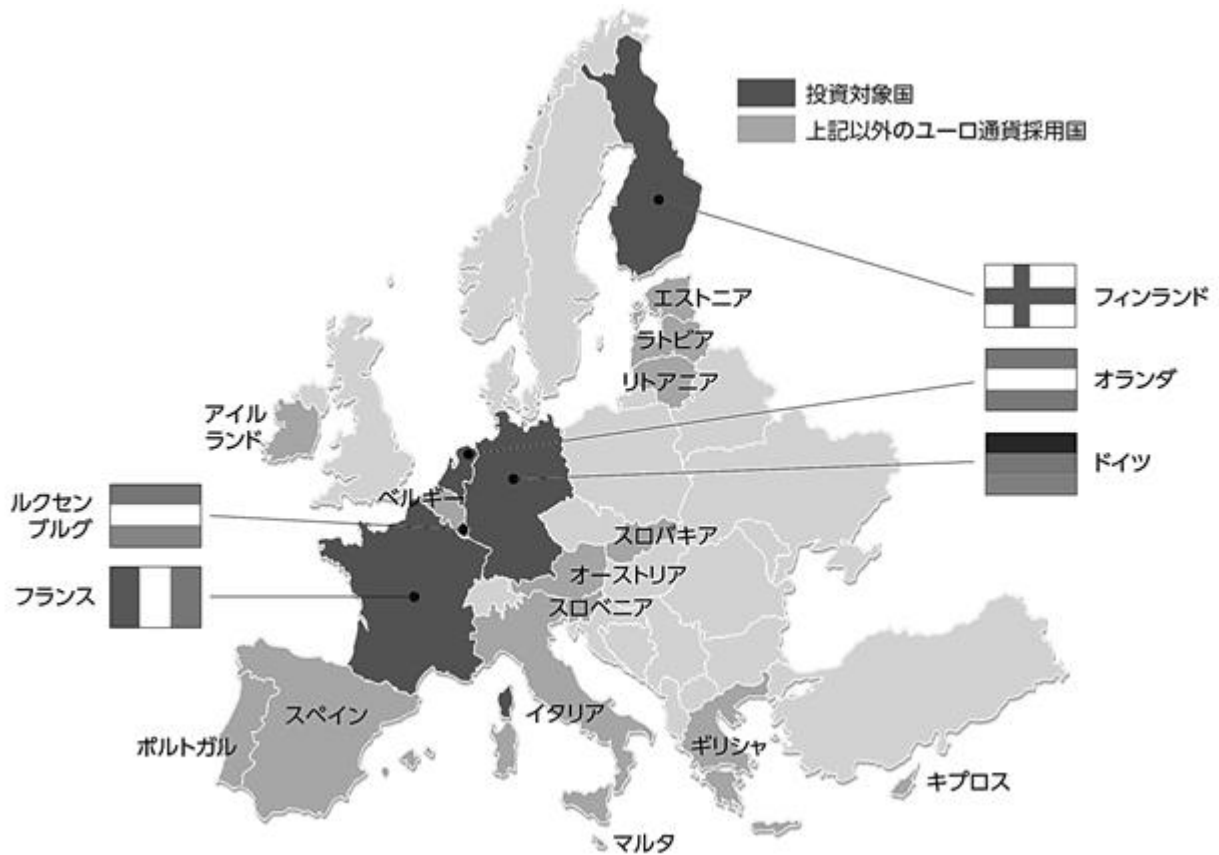 投資対象国
上記以外のユーロ通貨採用国
フィンランド
エストニア
ラトビア
オランダ
リトアニア
アイル
ランド
ドイツ
ベルギー
ルクセン
ブルグ
スロバキア
オーストリア
フランス
スロベニア
スペイン
イタリア
ポルトガル
ギリシャ
キプロス
マルタ